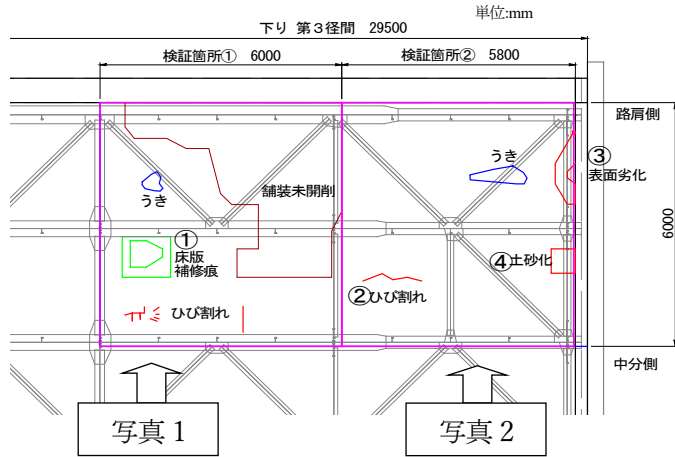 単位:mm
下り 第３径間 29500
検証箇所① 6000
検証箇所② 5800
路肩側
③
表面劣化
うき
うき
舗装未開削
①
床版
補修痕
④土砂化
6000
②ひび割れ
ひび割れ
中分側
写真 1
写真 2